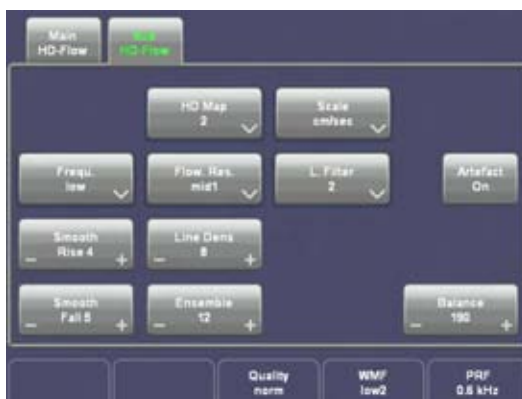 Main
HD-Flow
Sub
HD-Flow
HD Map
2
Scale
cm/sec
Frequ.
low
Flow. Res.
mid1
L. Filter
2
Artefact
On
Smooth
- Rise 4 +
Line Dens
- 8 +
Smooth
- Fall 5 +
Ensemble
- 12 +
Balance
- 190 +
Quality
norm
WMF
low2
PRF
0.6 kHz